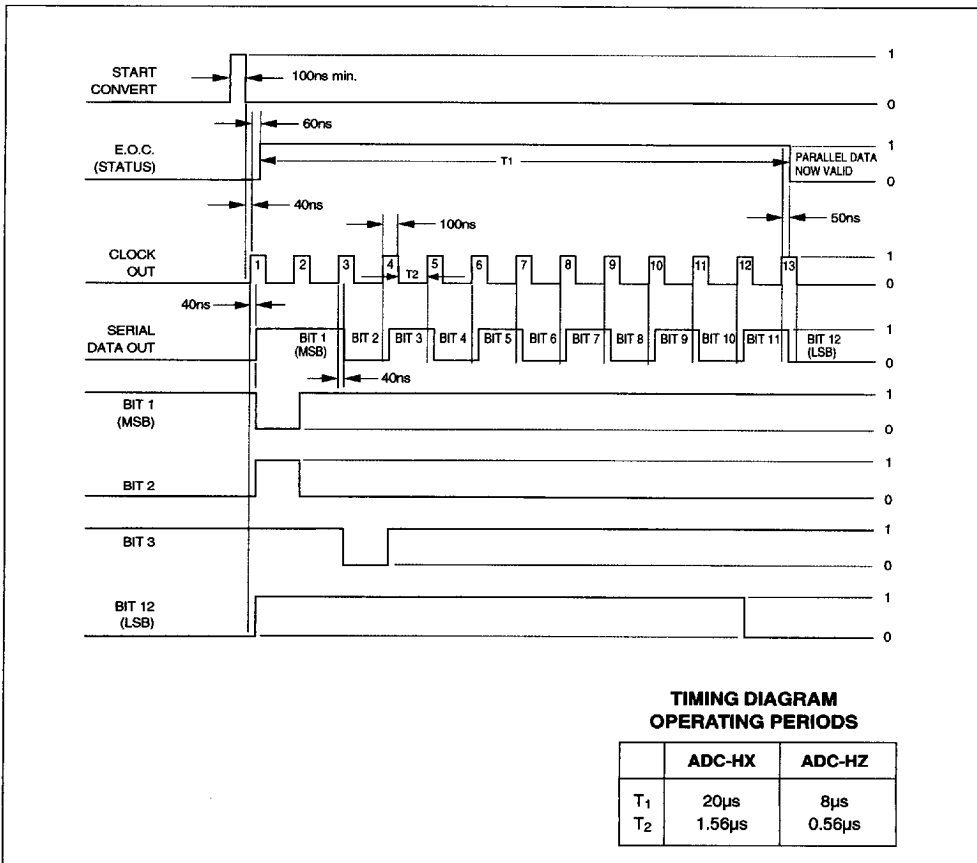 1
START
CONVERT
100ns min.
0
60ns
E.O.C.
(STATUS)
T1
1
PARALLEL DATA
NOW VALID
0
40ns
100ns
50ns
CLOCK
OUT
1 2 3 4 5 6 7 8 9 10 11 12 13
1
T2
0
40ns
SERIAL
DATA OUT
BIT 1
(MSB)
BIT 2
BIT 3
BIT 4
BIT 5
BIT 6
BIT 7
BIT 8
BIT 9
BIT 10
BIT 11
BIT 12
(LSB)
1
0
40ns
BIT 1
(MSB)
1
0
BIT 2
1
0
BIT 3
1
0
BIT 12
(LSB)
1
0
TIMING DIAGRAM
OPERATING PERIODS
ADC-HX ADC-HZ
T1 20µs 8µs
T2 1.56µs 0.56µs